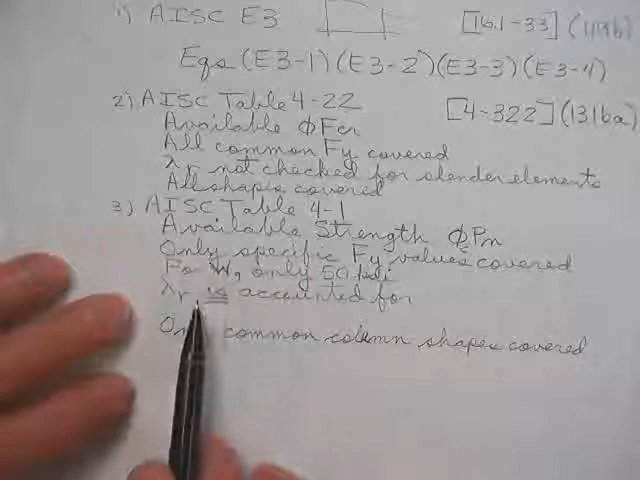 1) AISC E3 [16.1-33] (1119b)
Eqs (E3-1) (E3-2) (E3-3) (E3-4)
2) AISC Table 4-22 [4-322] (1316a)
Available ΦFcr
All common Fy covered
λr not checked for slender elements
All shapes covered
3) AISC Table 4-1
Available Strength ΦcPn
Only specific Fy values covered
For W, only 50 ksi
λr is accounted for
common column shapes covered